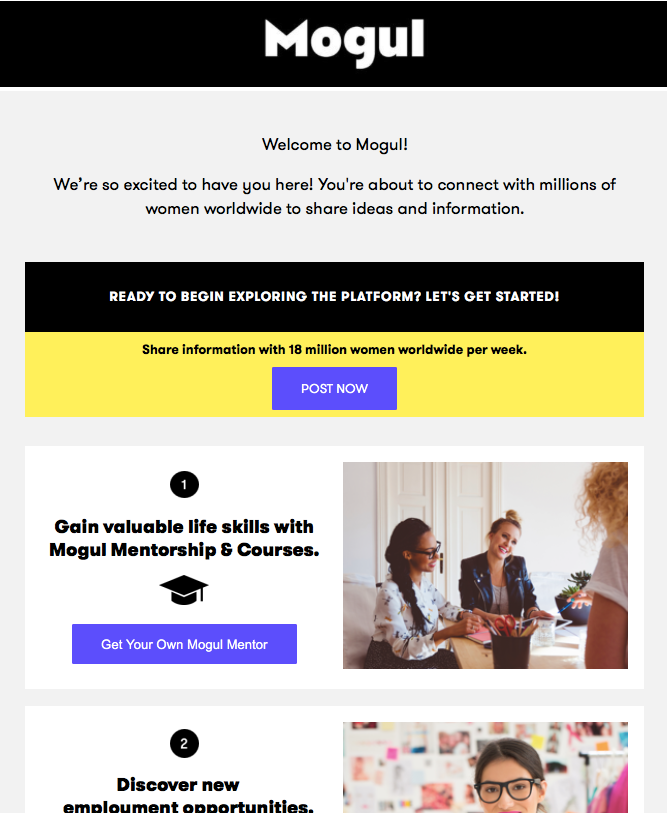 Mogul
Welcome to Mogul!
We’re so excited to have you here! You're about to connect with millions of
women worldwide to share ideas and information.
READY TO BEGIN EXPLORING THE PLATFORM? LET'S GET STARTED!
Share information with 18 million women worldwide per week.
POST NOW
1
Gain valuable life skills with
Mogul Mentorship & Courses.
Get Your Own Mogul Mentor
2
Discover new
employment opportunities.